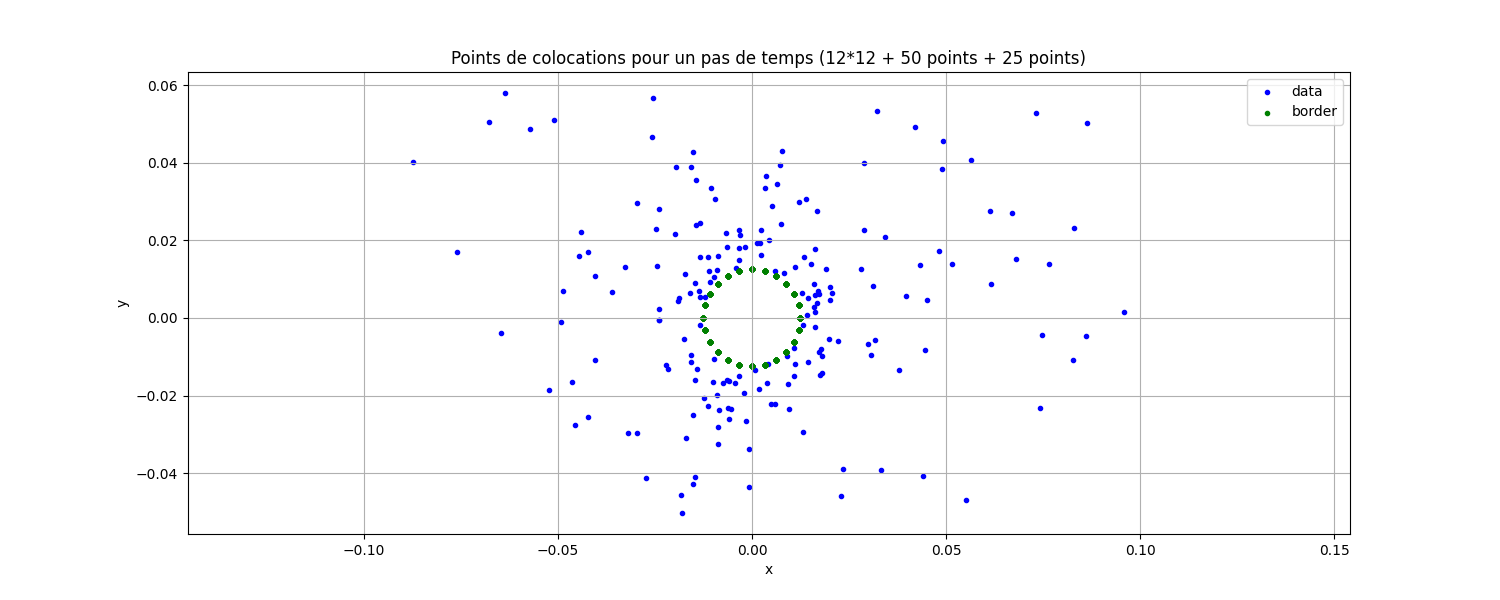 Points de colocations pour un pas de temps (12*12 + 50 points + 25 points)
data
border
0.06
0.04
0.02
0.00
−0.02
−0.04
y
−0.10
−0.05
0.00
0.05
0.10
0.15
x